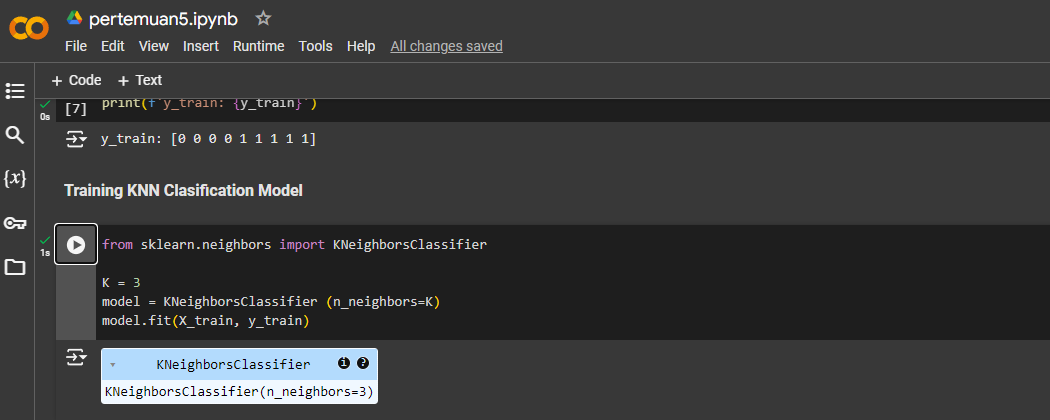 pertemuan5.ipynb
File Edit View Insert Runtime Tools Help All changes saved
+ Code + Text
0s [7] print(f'y_train: {y_train}')
y_train: [0 0 0 0 1 1 1 1 1]
Training KNN Clasification Model
1s from sklearn.neighbors import KNeighborsClassifier
K = 3
model = KNeighborsClassifier (n_neighbors=K)
model.fit(X_train, y_train)
KNeighborsClassifier i ?
KNeighborsClassifier(n_neighbors=3)
{x}